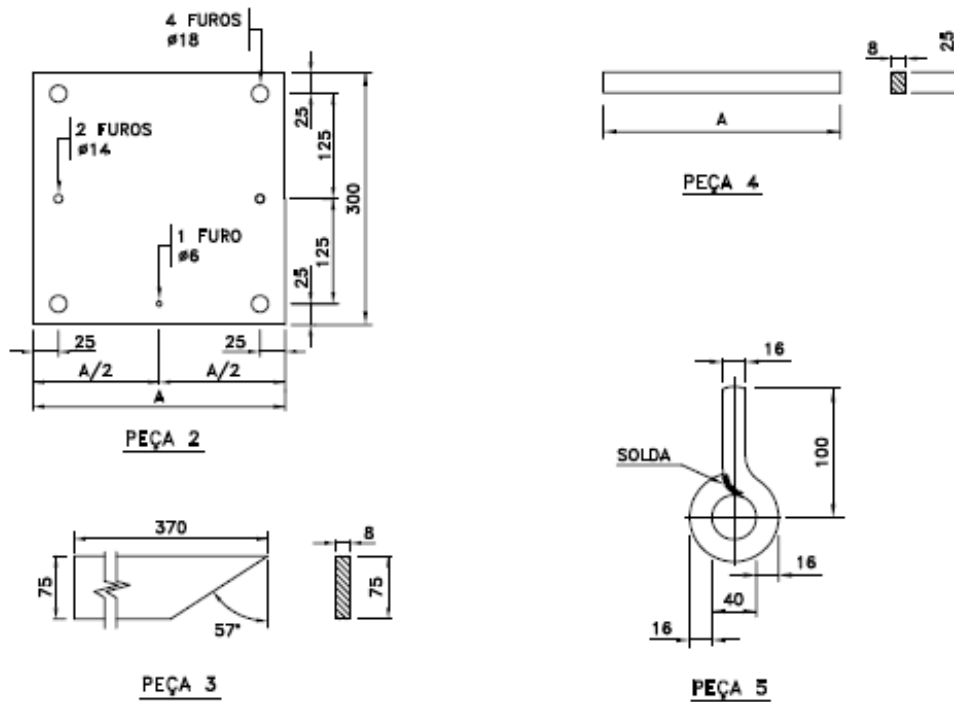 4 FUROS
ø18
2 FUROS
ø14
1 FURO
ø6
25
125
300
125
25
25
25
A/2
A/2
A
PEÇA 2
8
25
A
PEÇA 4
370
8
75
75
57°
PEÇA 3
16
SOLDA
100
16
40
16
PEÇA 5